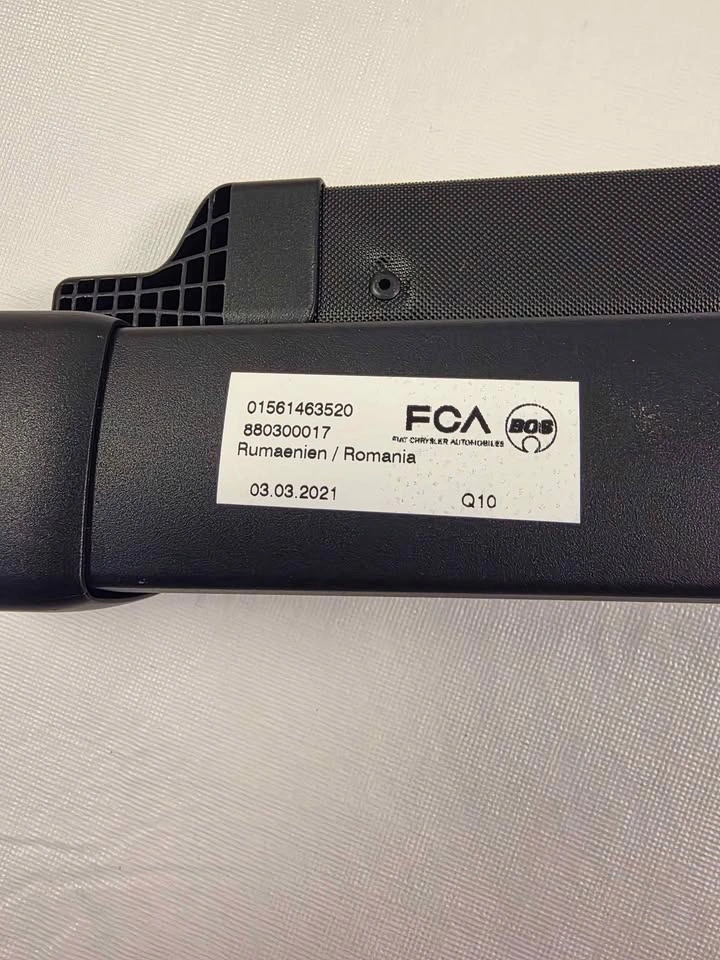 01561463520
880300017
Rumaenien / Romania
03.03.2021
Q10
FCA
FIAT CHRYSLER AUTOMOBILES
BOS